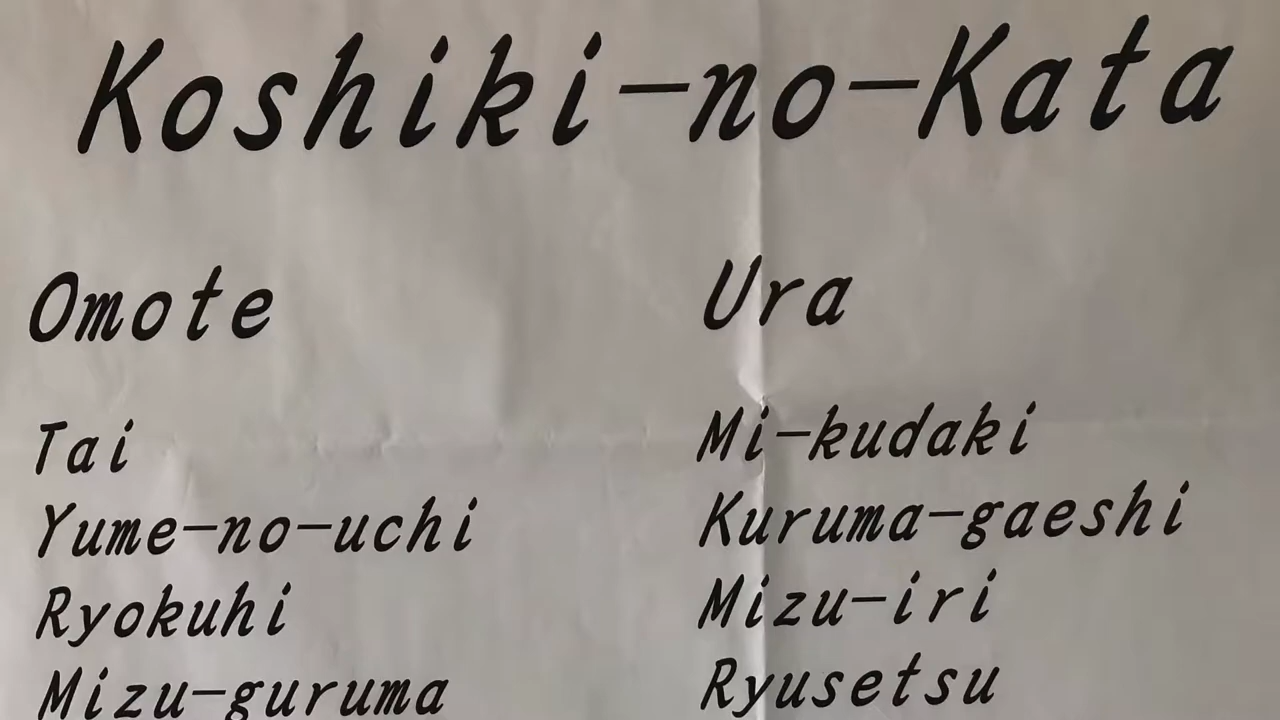 Koshiki-no-Kata
Omote
Ura
Tai
Mi-kudaki
Yume-no-uchi
Kuruma-gaeshi
Ryokuhi
Mizu-iri
Mizu-guruma
Ryusetsu